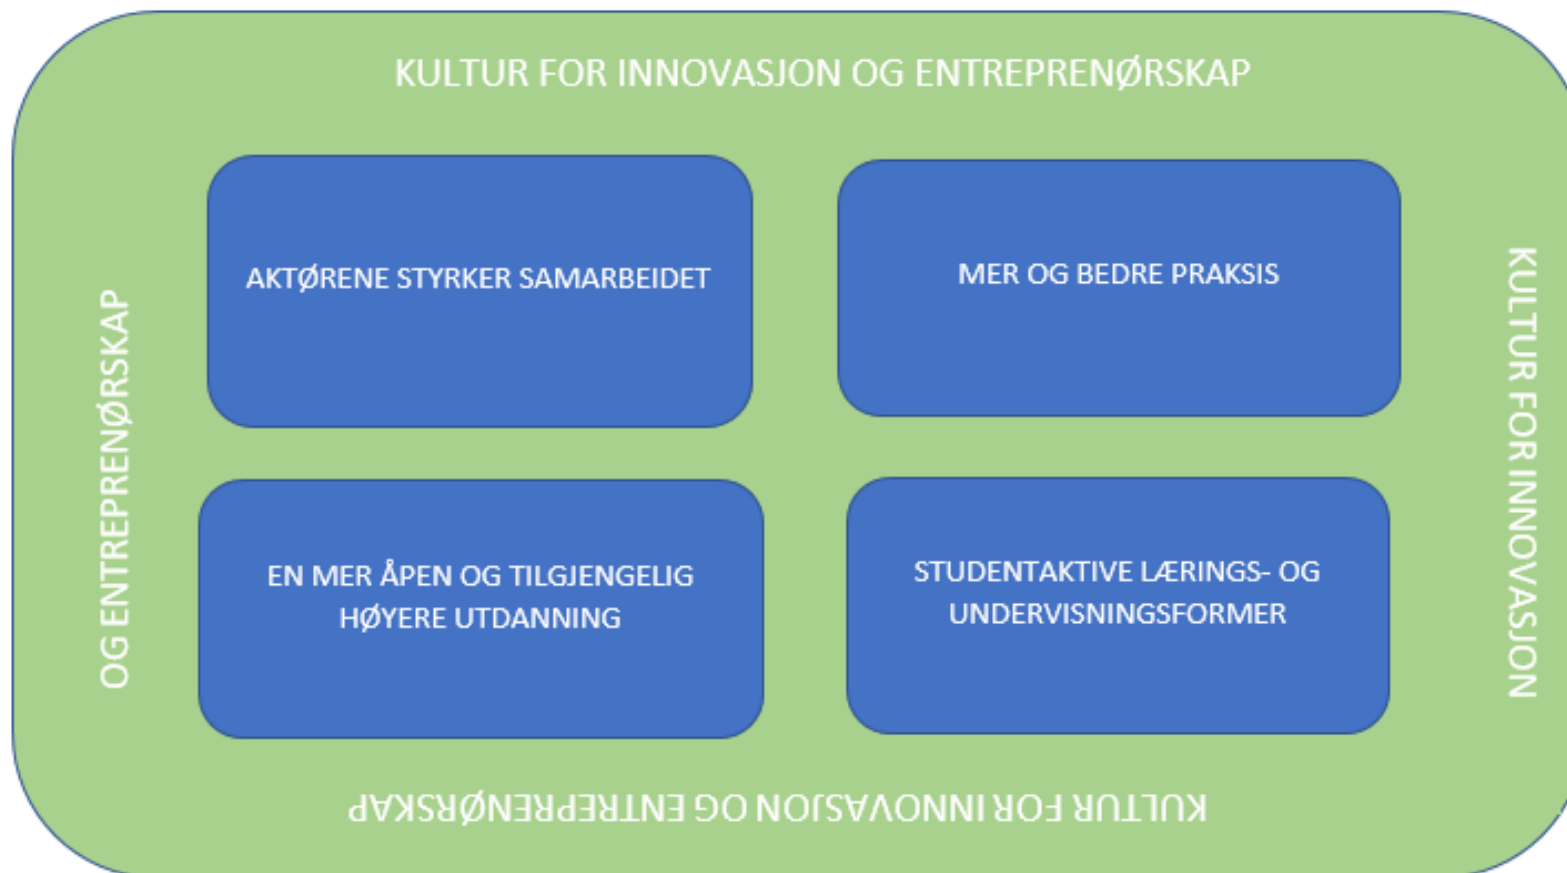 KULTUR FOR INNOVASJON OG ENTREPRENØRSKAP
AKTØRENE STYRKER SAMARBEIDET
MER OG BEDRE PRAKSIS
EN MER ÅPEN OG TILGJENGELIG
HØYERE UTDANNING
STUDENTAKTIVE LÆRINGS- OG
UNDERVISNINGSFORMER
KULTUR FOR INNOVASJON
KULTUR FOR INNOVASJON OG ENTREPRENØRSKAP
OG ENTREPRENØRSKAP